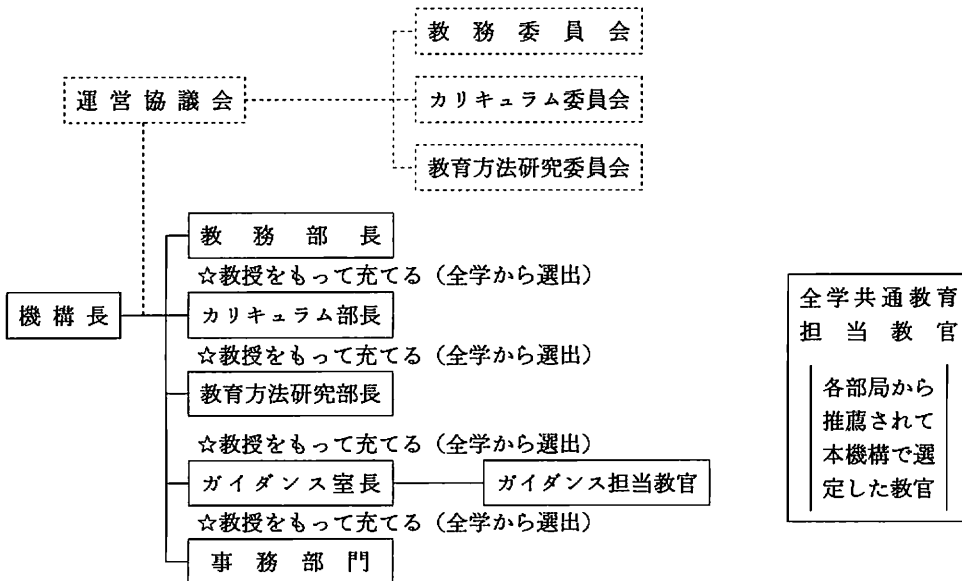 教務委員会
運営協議会
カリキュラム委員会
教育方法研究委員会
教務部長
☆教授をもって充てる（全学から選出）
機構長
カリキュラム部長
☆教授をもって充てる（全学から選出）
教育方法研究部長
☆教授をもって充てる（全学から選出）
ガイダンス室長
ガイダンス担当教官
☆教授をもって充てる（全学から選出）
事務部門
全学共通教育
担当教官
各部局から
推薦されて
本機構で選
定した教官